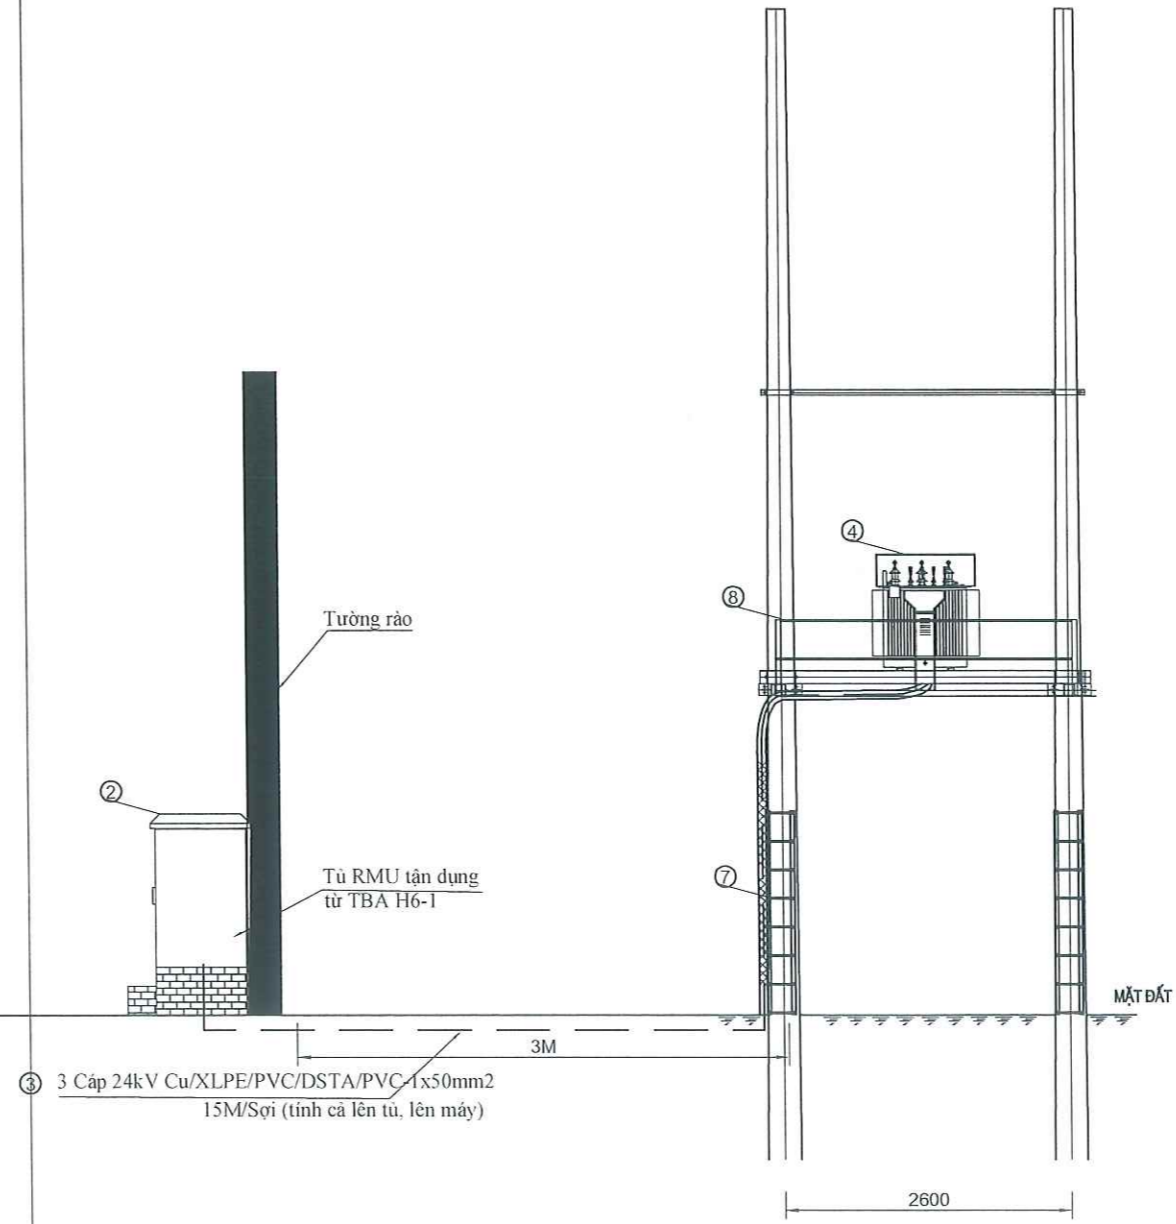 ④
⑧
Tường rào
②
Tủ RMU tận dụng
từ TBA H6-1
⑦
MẶT ĐẤT
3M
③ 3 Cáp 24kV Cu/XLPE/PVC/DSTA/PVC-1x50mm2
15M/Sợi (tính cả lên tủ, lên máy)
2600